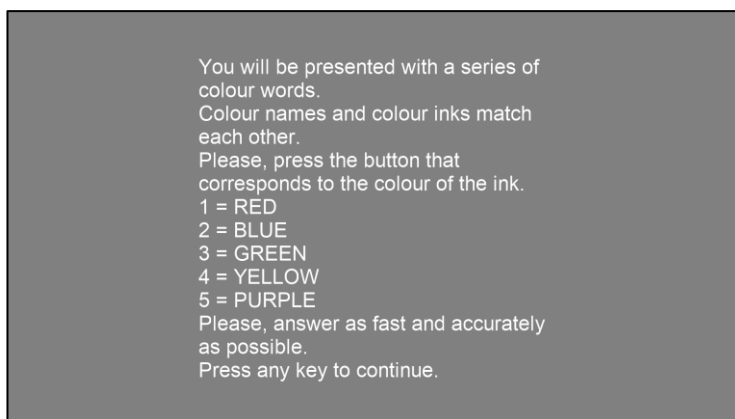 You will be presented with a series of
colour words.
Colour names and colour inks match
each other.
Please, press the button that
corresponds to the colour of the ink.
1 = RED
2 = BLUE
3 = GREEN
4 = YELLOW
5 = PURPLE
Please, answer as fast and accurately
as possible.
Press any key to continue.